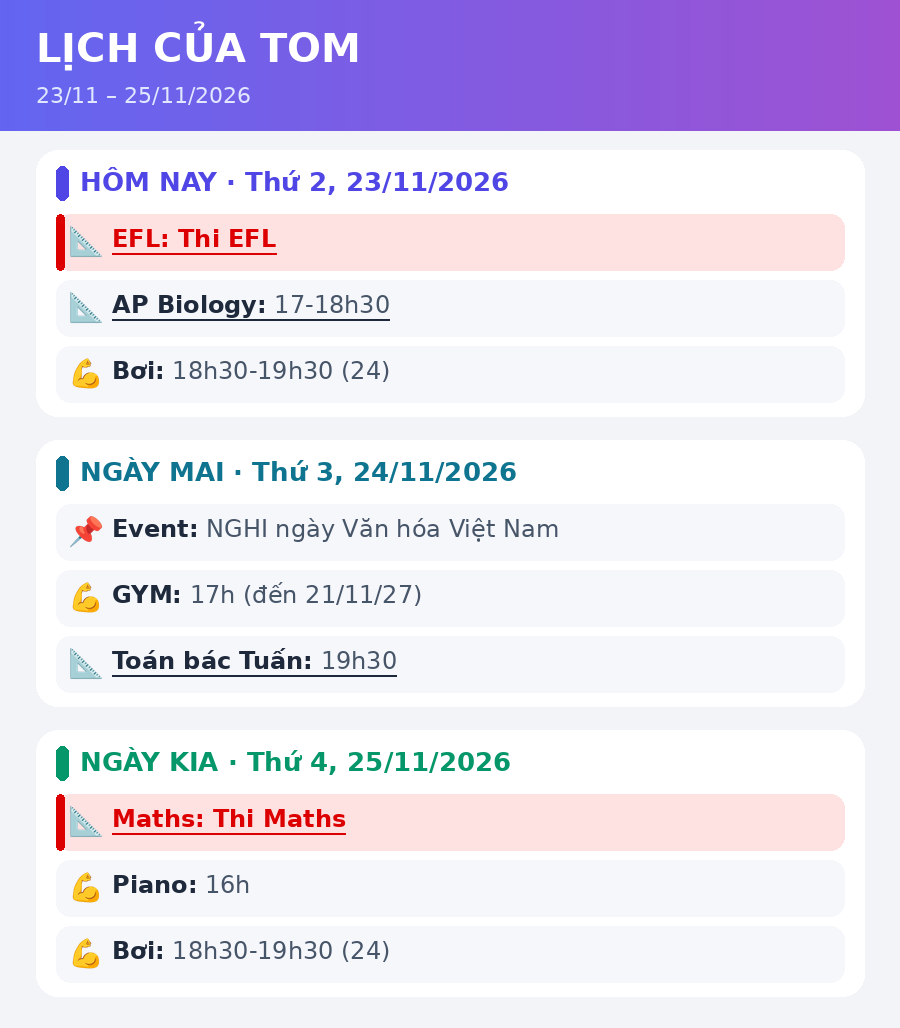 LỊCH CỦA TOM
23/11 – 25/11/2026
HÔM NAY · Thứ 2, 23/11/2026
EFL: Thi EFL
AP Biology: 17-18h30
Bơi: 18h30-19h30 (24)
NGÀY MAI · Thứ 3, 24/11/2026
Event: NGHI ngày Văn hóa Việt Nam
GYM: 17h (đến 21/11/27)
Toán bác Tuấn: 19h30
NGÀY KIA · Thứ 4, 25/11/2026
Maths: Thi Maths
Piano: 16h
Bơi: 18h30-19h30 (24)